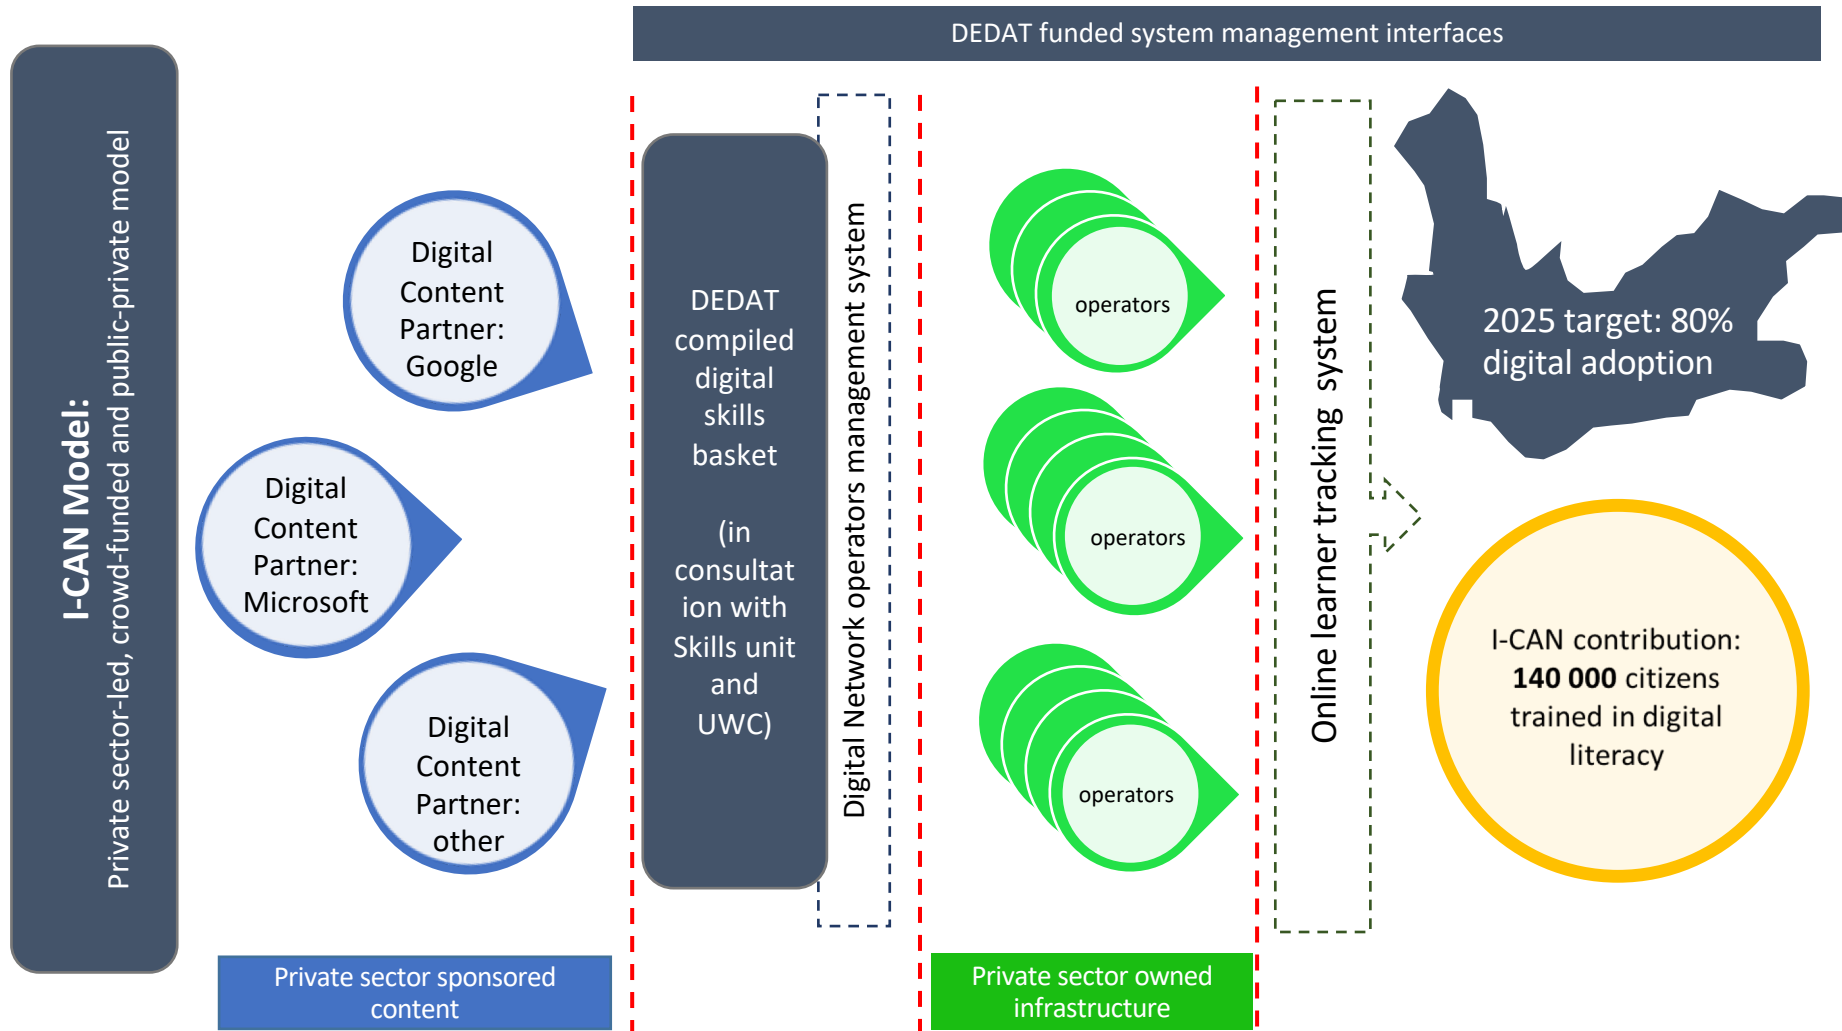 DEDAT funded system management interfaces
I-CAN Model:
Private sector-led, crowd-funded and public-private model
Digital
Content
Partner:
Google
Digital
Content
Partner:
Microsoft
Digital
Content
Partner:
other
Private sector sponsored
content
DEDAT
compiled
digital
skills
basket
(in
consultat
ion with
Skills unit
and
UWC)
Digital Network operators management system
operators
operators
operators
Private sector owned
infrastructure
Online learner tracking system
2025 target: 80%
digital adoption
I-CAN contribution:
140 000 citizens
trained in digital
literacy